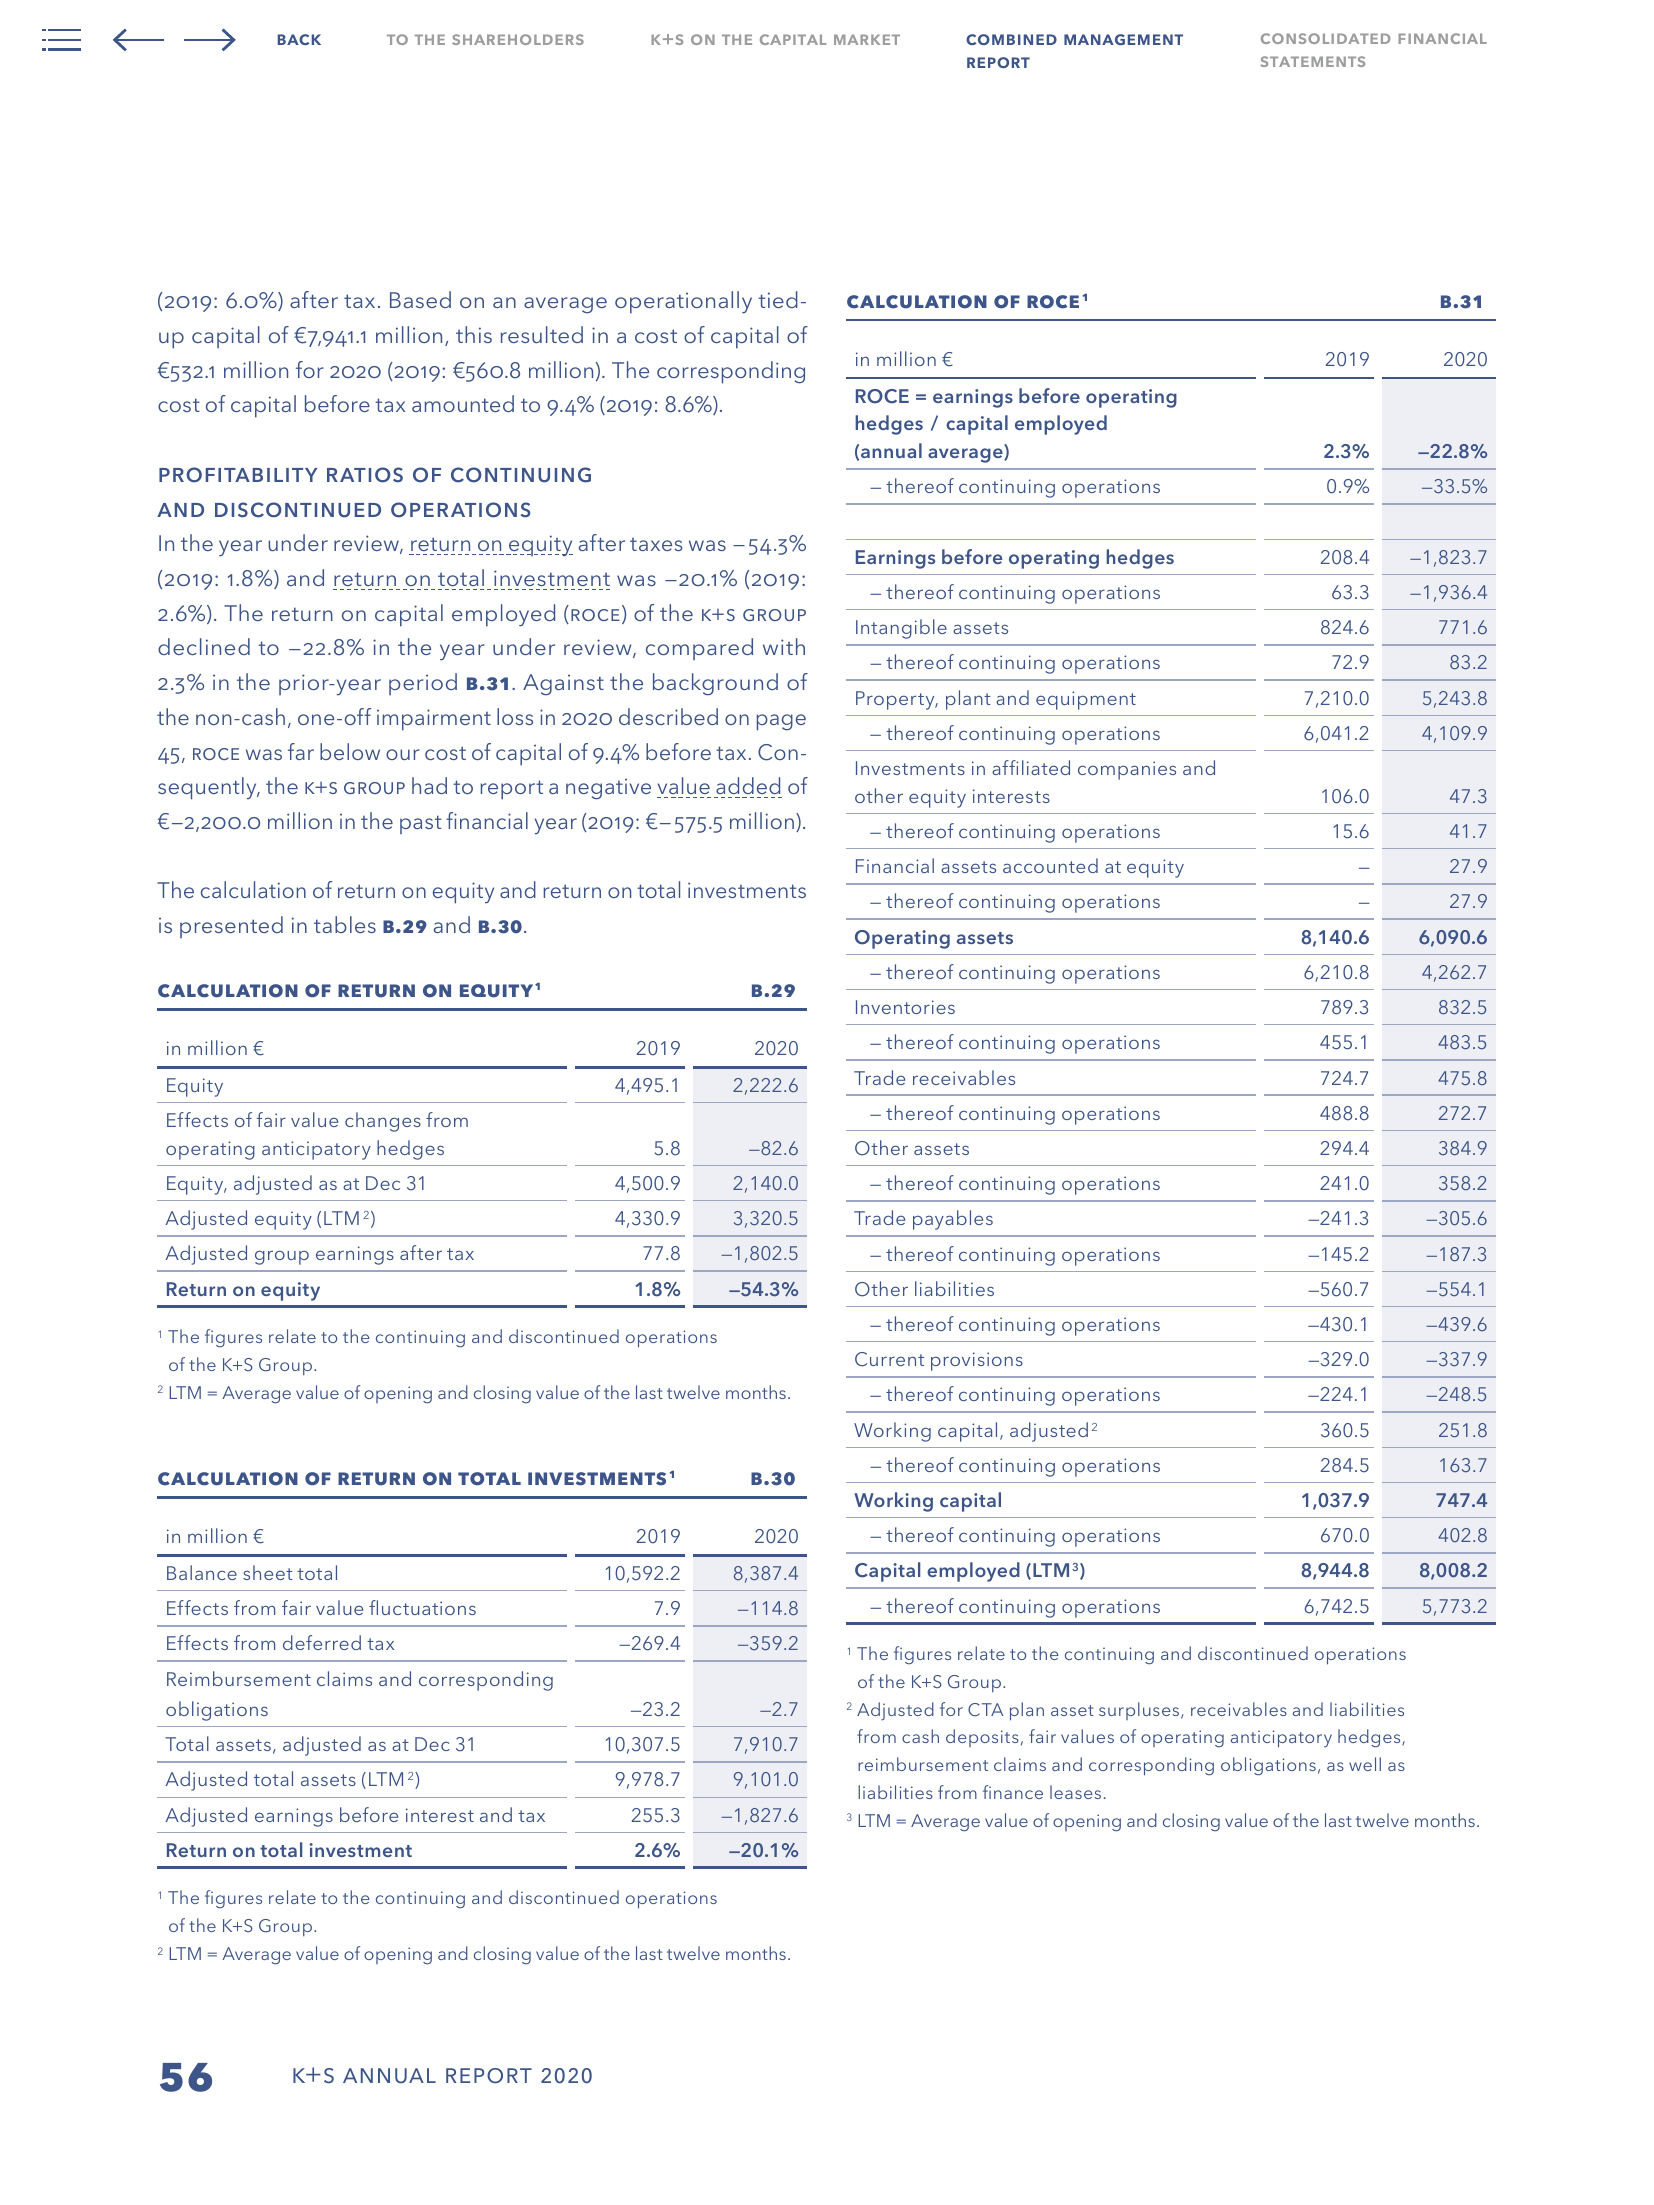 BACK
TO THE SHAREHOLDERS
K+S ON THE CAPITAL MARKET
COMBINED MANAGEMENT
REPORT
CONSOLIDATED FINANCIAL
STATEMENTS
(2019: 6.0%) after tax. Based on an average operationally tied-
up capital of €7,941.1 million, this resulted in a cost of capital of
€532.1 million for 2020 (2019: €560.8 million). The corresponding
cost of capital before tax amounted to 9.4% (2019: 8.6%).
PROFITABILITY RATIOS OF CONTINUING
AND DISCONTINUED OPERATIONS
In the year under review, return on equity after taxes was –54.3%
(2019: 1.8%) and return on total investment was –20.1% (2019:
2.6%). The return on capital employed (ROCE) of the K+S GROUP
declined to –22.8% in the year under review, compared with
2.3% in the prior-year period B.31. Against the background of
the non-cash, one-off impairment loss in 2020 described on page
45, ROCE was far below our cost of capital of 9.4% before tax. Con-
sequently, the K+S GROUP had to report a negative value added of
€–2,200.0 million in the past financial year (2019: €–575.5 million).
The calculation of return on equity and return on total investments
is presented in tables B.29 and B.30.
CALCULATION OF RETURN ON EQUITY¹ B.29
in million € 2019 2020
Equity 4,495.1 2,222.6
Effects of fair value changes from
operating anticipatory hedges 5.8 –82.6
Equity, adjusted as at Dec 31 4,500.9 2,140.0
Adjusted equity (LTM²) 4,330.9 3,320.5
Adjusted group earnings after tax 77.8 –1,802.5
Return on equity 1.8% –54.3%
¹ The figures relate to the continuing and discontinued operations
of the K+S Group.
² LTM = Average value of opening and closing value of the last twelve months.
CALCULATION OF RETURN ON TOTAL INVESTMENTS¹ B.30
in million € 2019 2020
Balance sheet total 10,592.2 8,387.4
Effects from fair value fluctuations 7.9 –114.8
Effects from deferred tax –269.4 –359.2
Reimbursement claims and corresponding
obligations –23.2 –2.7
Total assets, adjusted as at Dec 31 10,307.5 7,910.7
Adjusted total assets (LTM²) 9,978.7 9,101.0
Adjusted earnings before interest and tax 255.3 –1,827.6
Return on total investment 2.6% –20.1%
¹ The figures relate to the continuing and discontinued operations
of the K+S Group.
² LTM = Average value of opening and closing value of the last twelve months.
CALCULATION OF ROCE¹ B.31
in million € 2019 2020
ROCE = earnings before operating
hedges / capital employed
(annual average) 2.3% –22.8%
– thereof continuing operations 0.9% –33.5%
Earnings before operating hedges 208.4 –1,823.7
– thereof continuing operations 63.3 –1,936.4
Intangible assets 824.6 771.6
– thereof continuing operations 72.9 83.2
Property, plant and equipment 7,210.0 5,243.8
– thereof continuing operations 6,041.2 4,109.9
Investments in affiliated companies and
other equity interests 106.0 47.3
– thereof continuing operations 15.6 41.7
Financial assets accounted at equity – 27.9
– thereof continuing operations – 27.9
Operating assets 8,140.6 6,090.6
– thereof continuing operations 6,210.8 4,262.7
Inventories 789.3 832.5
– thereof continuing operations 455.1 483.5
Trade receivables 724.7 475.8
– thereof continuing operations 488.8 272.7
Other assets 294.4 384.9
– thereof continuing operations 241.0 358.2
Trade payables –241.3 –305.6
– thereof continuing operations –145.2 –187.3
Other liabilities –560.7 –554.1
– thereof continuing operations –430.1 –439.6
Current provisions –329.0 –337.9
– thereof continuing operations –224.1 –248.5
Working capital, adjusted² 360.5 251.8
– thereof continuing operations 284.5 163.7
Working capital 1,037.9 747.4
– thereof continuing operations 670.0 402.8
Capital employed (LTM³) 8,944.8 8,008.2
– thereof continuing operations 6,742.5 5,773.2
¹ The figures relate to the continuing and discontinued operations
of the K+S Group.
² Adjusted for CTA plan asset surpluses, receivables and liabilities
from cash deposits, fair values of operating anticipatory hedges,
reimbursement claims and corresponding obligations, as well as
liabilities from finance leases.
³ LTM = Average value of opening and closing value of the last twelve months.
56 K+S ANNUAL REPORT 2020